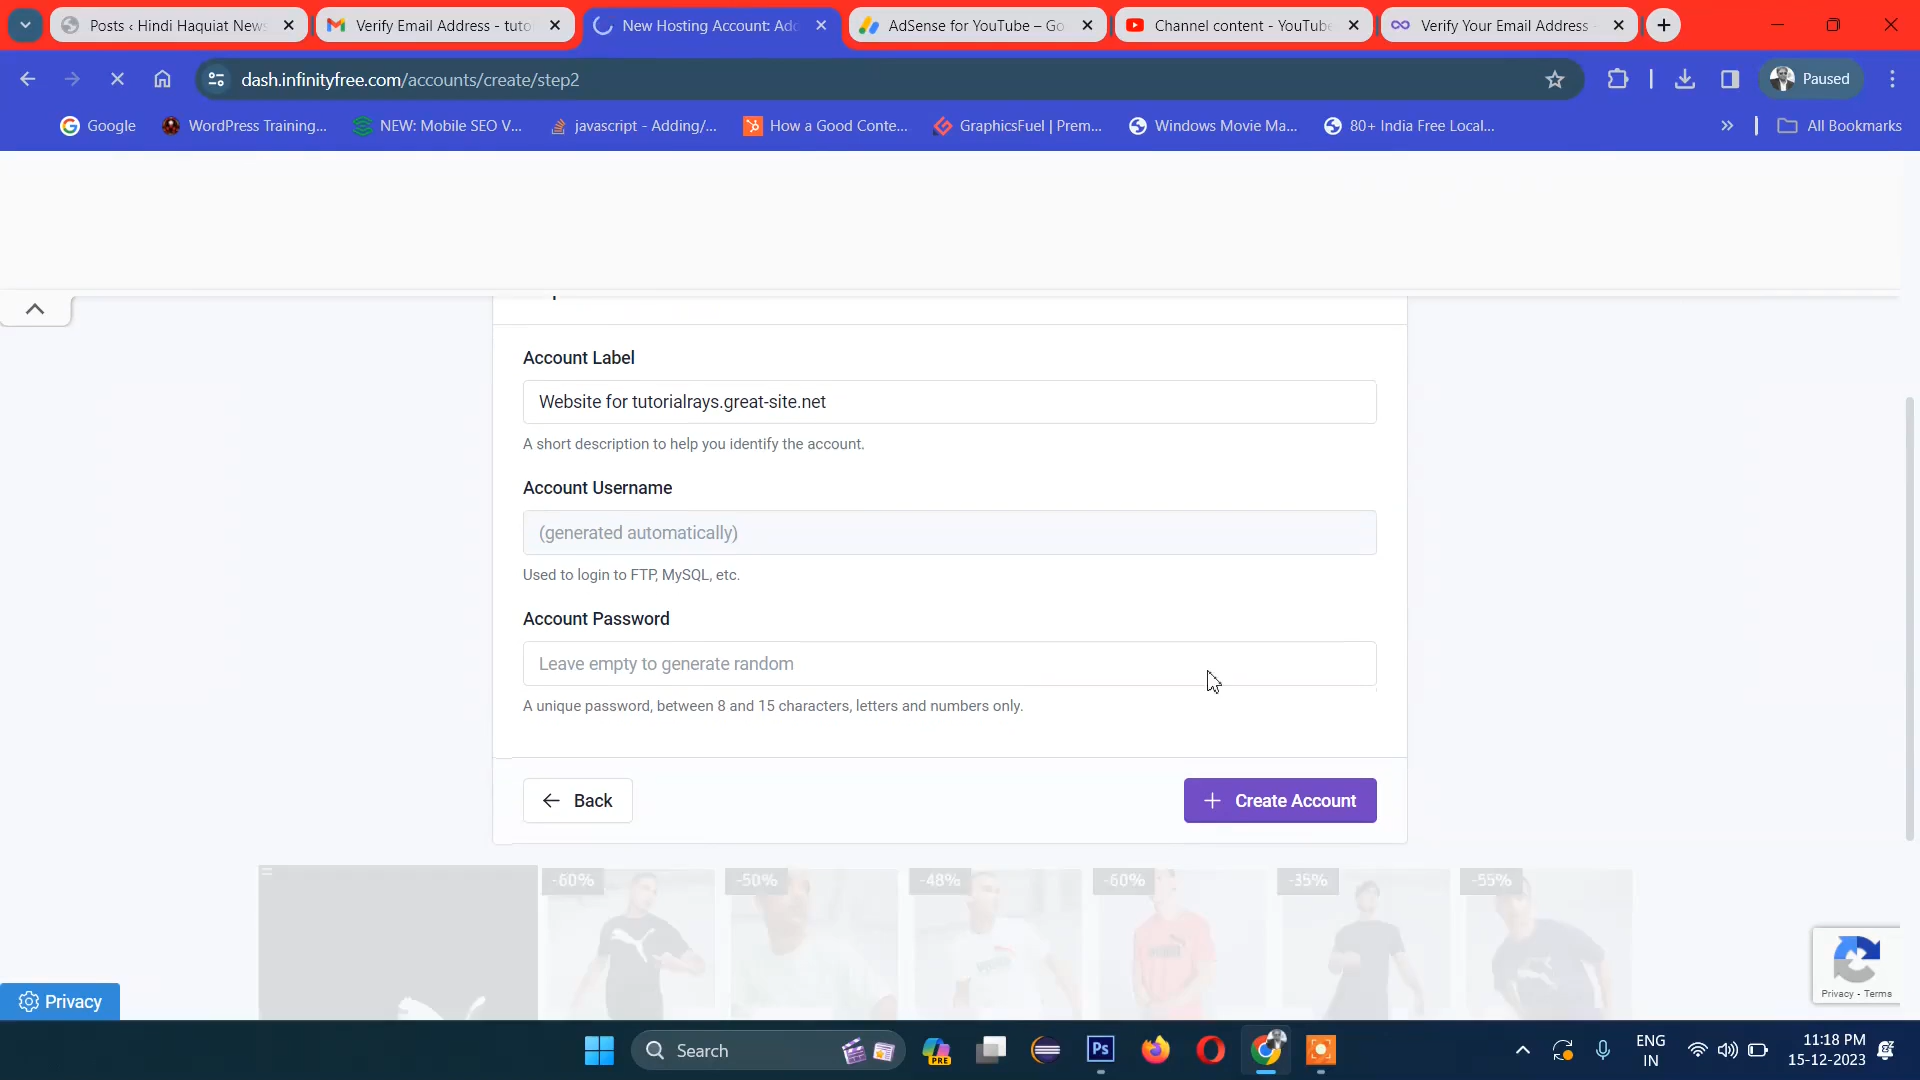 Posts ‹ Hindi Haquiat News
Verify Email Address - tuto
New Hosting Account: Add
AdSense for YouTube – Go
Channel content - YouTube
Verify Your Email Address -
dash.infinityfree.com/accounts/create/step2
Paused
Google
WordPress Training...
NEW: Mobile SEO V...
javascript - Adding/...
How a Good Conte...
GraphicsFuel | Prem...
Windows Movie Ma...
80+ India Free Local...
»
All Bookmarks
Account Label
Website for tutorialrays.great-site.net
A short description to help you identify the account.
Account Username
(generated automatically)
Used to login to FTP, MySQL, etc.
Account Password
Leave empty to generate random
A unique password, between 8 and 15 characters, letters and numbers only.
Back
Create Account
-60%
-50%
-48%
-60%
-35%
-55%
Privacy - Terms
Privacy
Search
PRE
Ps
ENG
IN
11:18 PM
15-12-2023